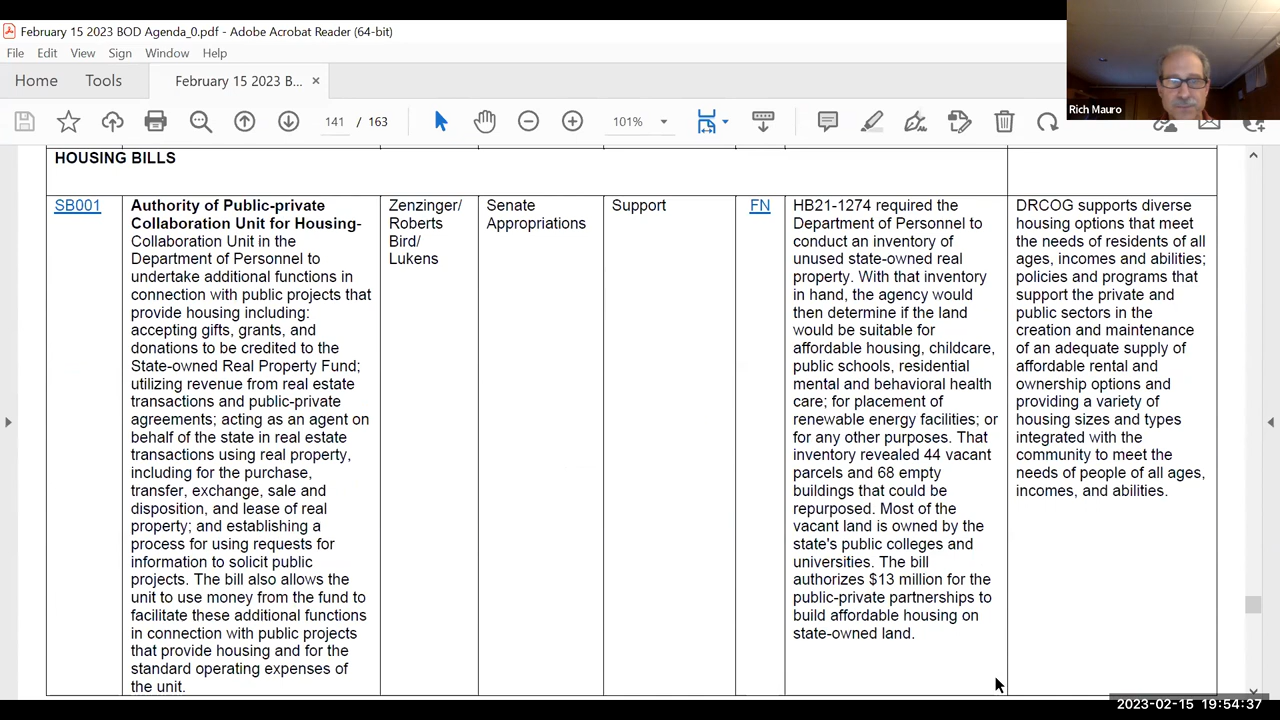 February 15 2023 BOD Agenda_0.pdf - Adobe Acrobat Reader (64-bit)
File Edit View Sign Window Help
Home Tools February 15 2023 B... ×
141 / 163 101%
Rich Mauro
HOUSING BILLS
SB001
Authority of Public-private
Collaboration Unit for Housing-
Collaboration Unit in the
Department of Personnel to
undertake additional functions in
connection with public projects that
provide housing including:
accepting gifts, grants, and
donations to be credited to the
State-owned Real Property Fund;
utilizing revenue from real estate
transactions and public-private
agreements; acting as an agent on
behalf of the state in real estate
transactions using real property,
including for the purchase,
transfer, exchange, sale and
disposition, and lease of real
property; and establishing a
process for using requests for
information to solicit public
projects. The bill also allows the
unit to use money from the fund to
facilitate these additional functions
in connection with public projects
that provide housing and for the
standard operating expenses of
the unit.
Zenzinger/
Roberts
Bird/
Lukens
Senate
Appropriations
Support
FN
HB21-1274 required the
Department of Personnel to
conduct an inventory of
unused state-owned real
property. With that inventory
in hand, the agency would
then determine if the land
would be suitable for
affordable housing, childcare,
public schools, residential
mental and behavioral health
care; for placement of
renewable energy facilities; or
for any other purposes. That
inventory revealed 44 vacant
parcels and 68 empty
buildings that could be
repurposed. Most of the
vacant land is owned by the
state's public colleges and
universities. The bill
authorizes $13 million for the
public-private partnerships to
build affordable housing on
state-owned land.
DRCOG supports diverse
housing options that meet
the needs of residents of all
ages, incomes and abilities;
policies and programs that
support the private and
public sectors in the
creation and maintenance
of an adequate supply of
affordable rental and
ownership options and
providing a variety of
housing sizes and types
integrated with the
community to meet the
needs of people of all ages,
incomes, and abilities.
2023-02-15 19:54:37